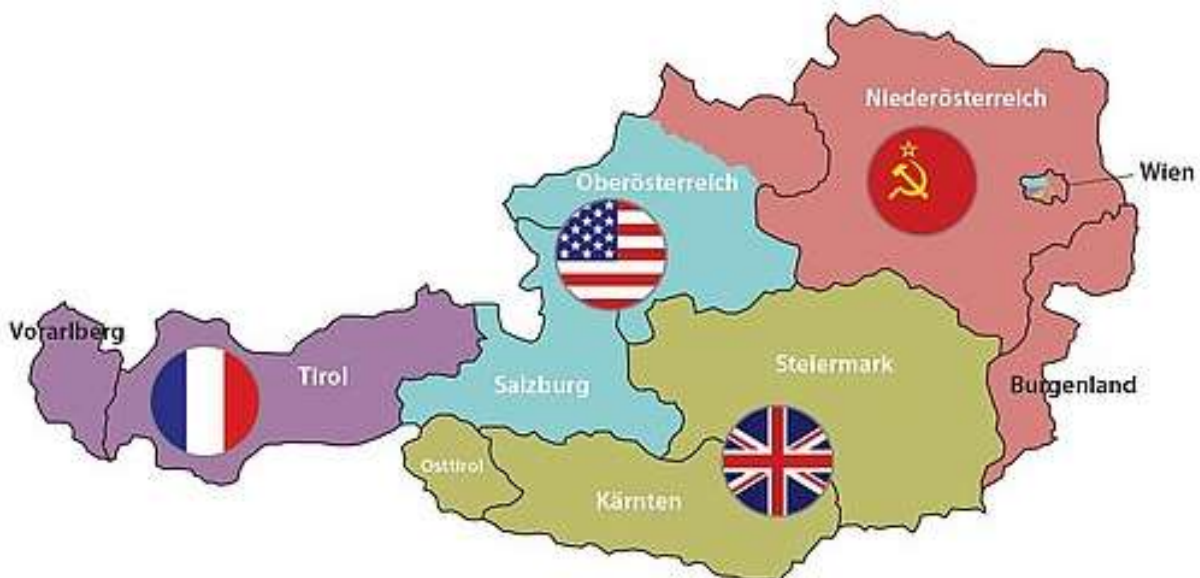 Niederösterreich
Wien
Oberösterreich
Vorarlberg
Tirol
Salzburg
Steiermark
Burgenland
Osttirol
Kärnten